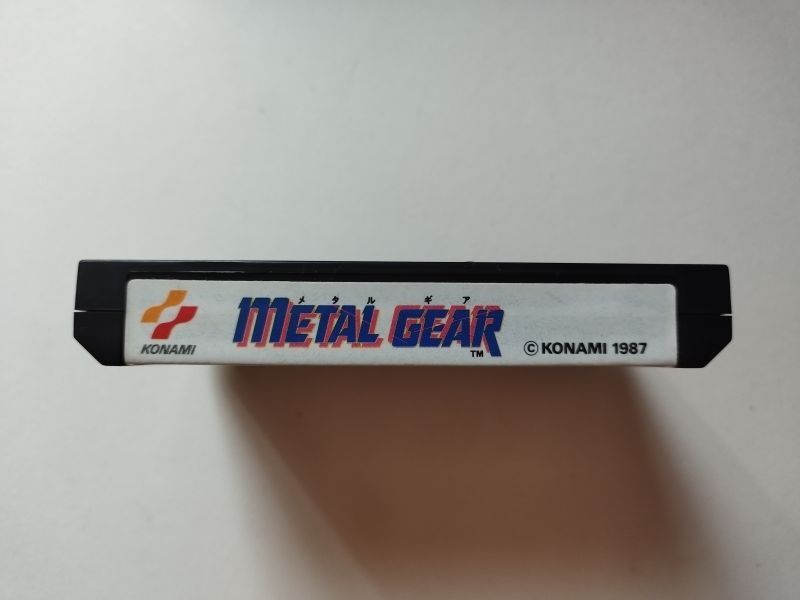 メタルギア
METAL GEAR
TM
KONAMI
© KONAMI 1987